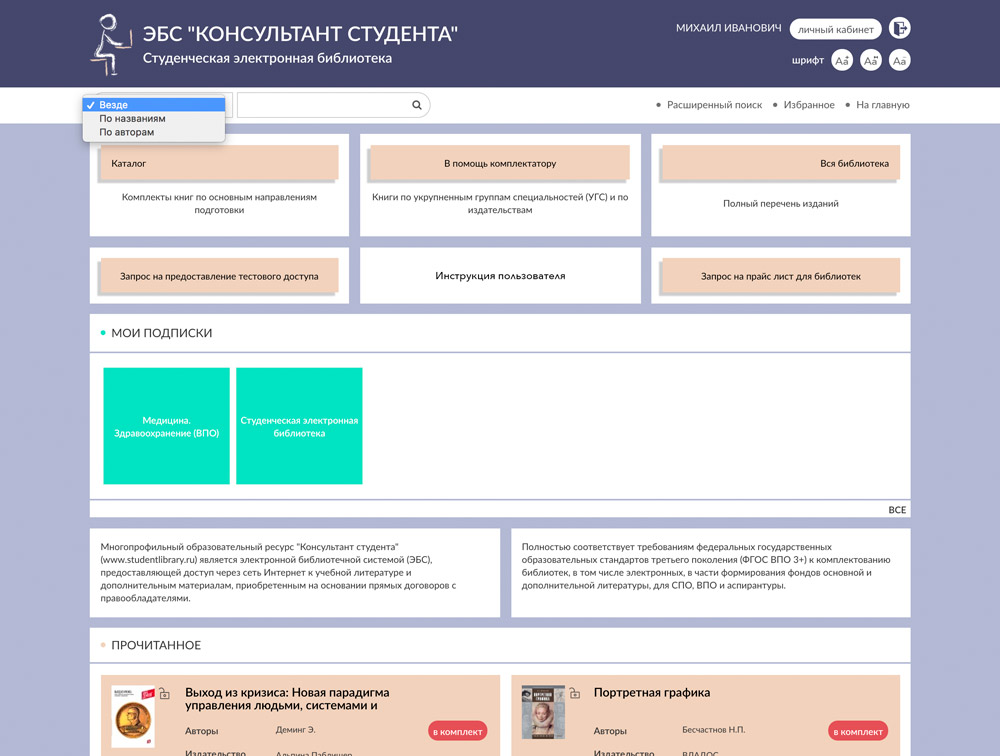 ЭБС "КОНСУЛЬТАНТ СТУДЕНТА"
Студенческая электронная библиотека
МИХАИЛ ИВАНОВИЧ
личный кабинет
шрифт
Aa+
Aa
Aa-
✓ Везде
По названиям
По авторам
• Расширенный поиск • Избранное • На главную
Каталог
Комплекты книг по основным направлениям
подготовки
В помощь комплектатору
Книги по укрупненным группам специальностей (УГС) и по
издательствам
Вся библиотека
Полный перечень изданий
Запрос на предоставление тестового доступа
Инструкция пользователя
Запрос на прайс лист для библиотек
• МОИ ПОДПИСКИ
Медицина.
Здравоохранение (ВПО)
Студенческая электронная
библиотека
ВСЕ
Многопрофильный образовательный ресурс "Консультант студента"
(www.studentlibrary.ru) является электронной библиотечной системой (ЭБС),
предоставляющей доступ через сеть Интернет к учебной литературе и
дополнительным материалам, приобретенным на основании прямых договоров с
правообладателями.
Полностью соответствует требованиям федеральных государственных
образовательных стандартов третьего поколения (ФГОС ВПО 3+) к комплектованию
библиотек, в том числе электронных, в части формирования фондов основной и
дополнительной литературы, для СПО, ВПО и аспирантуры.
• ПРОЧИТАННОЕ
Выход из кризиса: Новая парадигма
управления людьми, системами и
Авторы
Деминг Э.
в комплект
Издательство
Альпина Паблишер
ПОРТРЕТНАЯ
ГРАФИКА
Портретная графика
Авторы
Бесчастнов Н.П.
в комплект
Издательство
ВЛАДОС